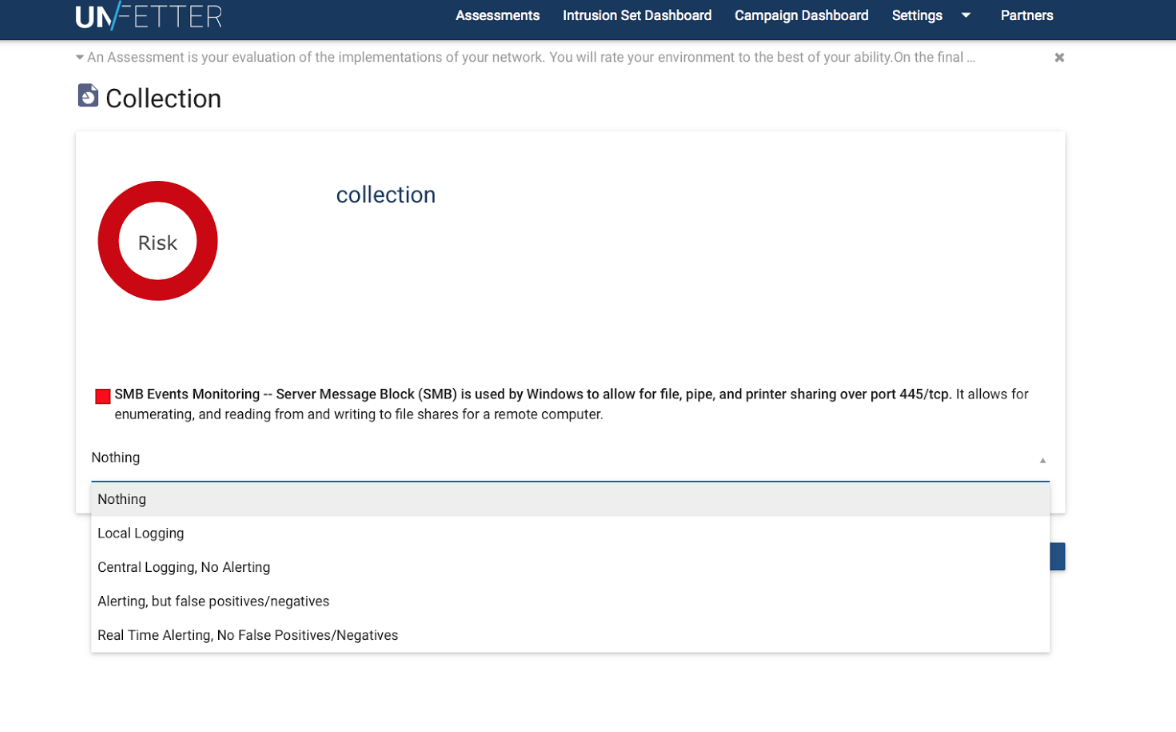 UNFETTER
Assessments Intrusion Set Dashboard Campaign Dashboard Settings Partners
An Assessment is your evaluation of the implementations of your network. You will rate your environment to the best of your ability.On the final ...
Collection
collection
Risk
SMB Events Monitoring -- Server Message Block (SMB) is used by Windows to allow for file, pipe, and printer sharing over port 445/tcp. It allows for
enumerating, and reading from and writing to file shares for a remote computer.
Nothing
Nothing
Local Logging
Central Logging, No Alerting
Alerting, but false positives/negatives
Real Time Alerting, No False Positives/Negatives